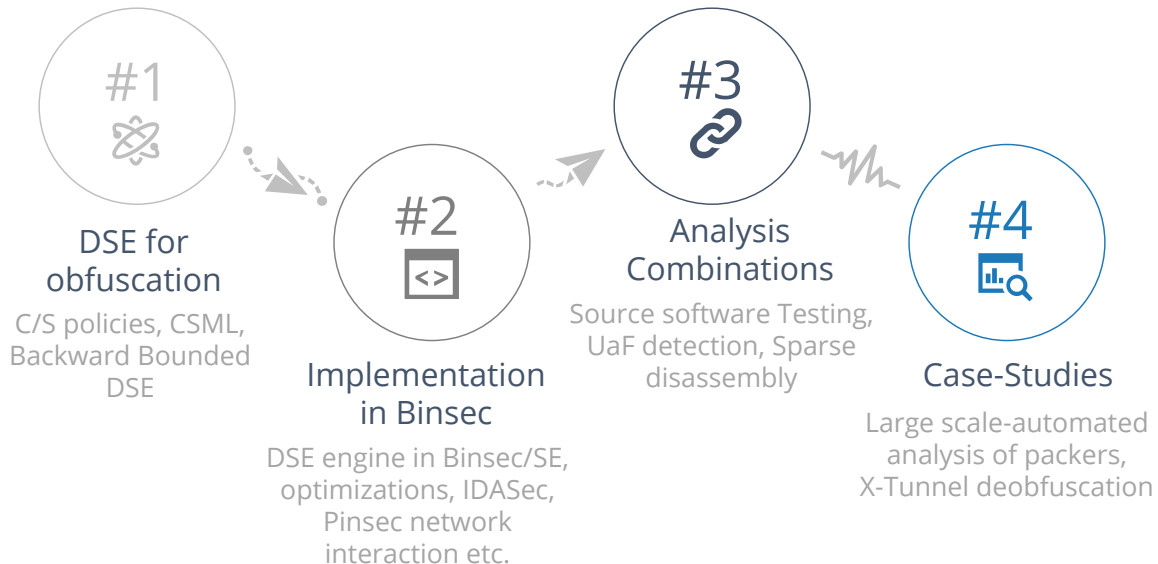 #1
DSE for
obfuscation
C/S policies, CSML,
Backward Bounded
DSE
#2
<>
Implementation
in Binsec
DSE engine in Binsec/SE,
optimizations, IDASec,
Pinsec network
interaction etc.
#3
Analysis
Combinations
Source software Testing,
UaF detection, Sparse
disassembly
#4
Case-Studies
Large scale-automated
analysis of packers,
X-Tunnel deobfuscation